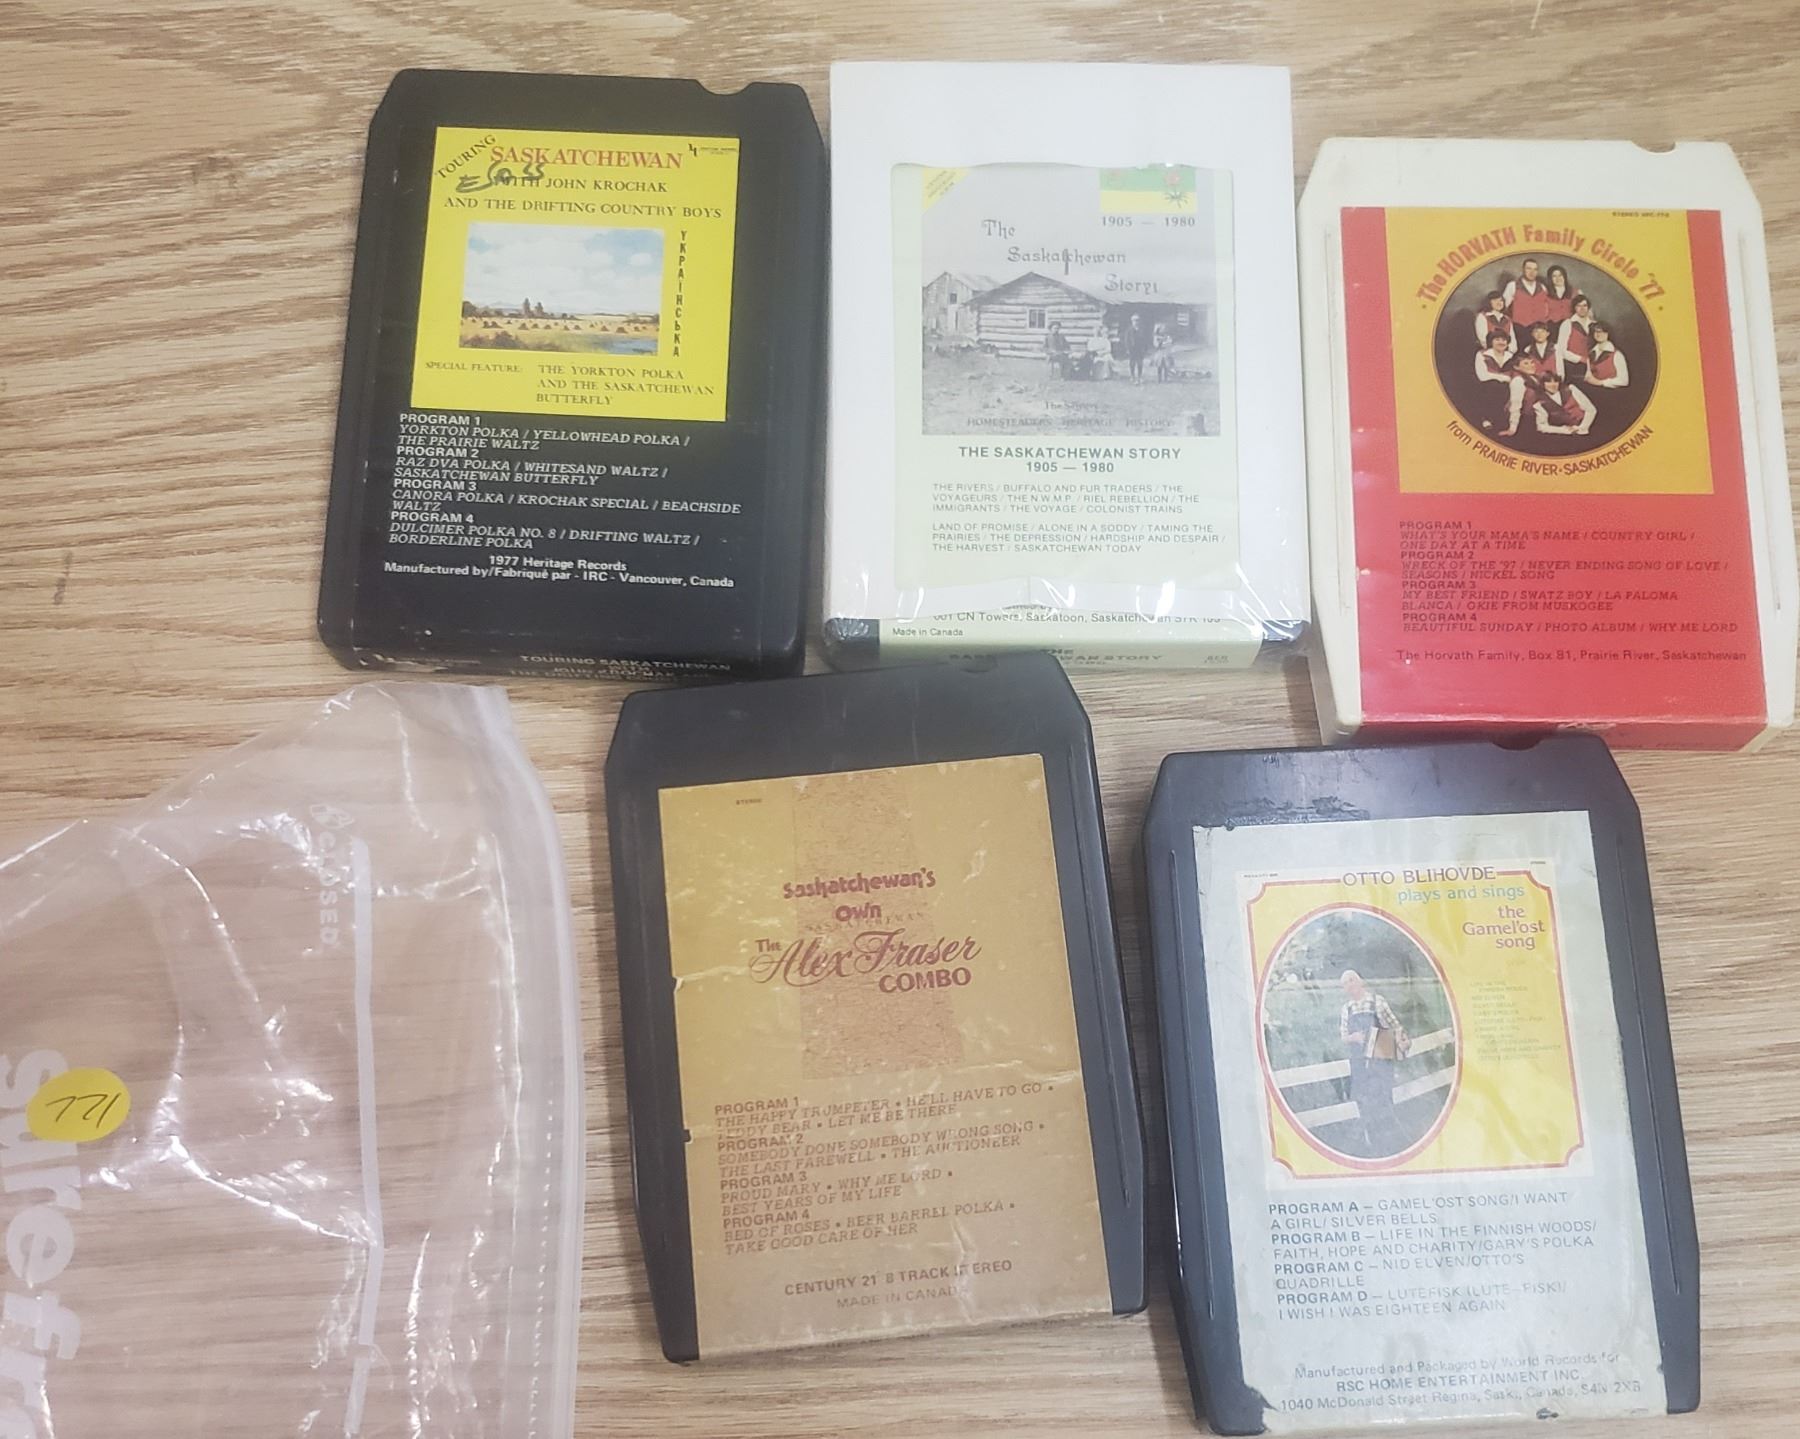 TOURING
SASKATCHEWAN
WITH JOHN KROCHAK
AND THE DRIFTING COUNTRY BOYS
УКРАІНСЬКА
SPECIAL FEATURE: THE YORKTON POLKA
AND THE SASKATCHEWAN
BUTTERFLY
PROGRAM 1
YORKTON POLKA / YELLOWHEAD POLKA /
THE PRAIRIE WALTZ
PROGRAM 2
RAZ DVA POLKA / WHITESAND WALTZ /
SASKATCHEWAN BUTTERFLY
PROGRAM 3
CANORA POLKA / KROCHAK SPECIAL / BEACHSIDE
WALTZ
PROGRAM 4
DULCIMER POLKA NO. 8 / DRIFTING WALTZ /
BORDERLINE POLKA
1977 Heritage Records
Manufactured by/Fabriqué par - IRC - Vancouver, Canada
TOURING SASKATCHEWAN
WITH
JOHN KROCHAK AND
1905 — 1980
The
Saskatchewan
Story
HOMESTEADERS HERITAGE HISTORY
THE SASKATCHEWAN STORY
1905 — 1980
THE RIVERS / BUFFALO AND FUR TRADERS / THE
VOYAGEURS / THE N.W.M.P. / RIEL REBELLION / THE
IMMIGRANTS / THE VOYAGE / COLONIST TRAINS
LAND OF PROMISE / ALONE IN A SODDY / TAMING THE
PRAIRIES / THE DEPRESSION / HARDSHIP AND DESPAIR /
THE HARVEST / SASKATCHEWAN TODAY
CN Towers, Saskatoon, Saskatchewan
Made in Canada
THE
STORY
The HORVATH Family Circle '77
from PRAIRIE RIVER-SASKATCHEWAN
PROGRAM 1
WHAT'S YOUR MAMA'S NAME / COUNTRY GIRL /
ONE DAY AT A TIME
PROGRAM 2
WRECK OF THE '97 / NEVER ENDING SONG OF LOVE /
SEASONS / NICKEL SONG
PROGRAM 3
MY BEST FRIEND / SWATZ BOY / LA PALOMA
BLANCA / OKIE FROM MUSKOGEE
PROGRAM 4
BEAUTIFUL SUNDAY / PHOTO ALBUM / WHY ME LORD
The Horvath Family, Box 81, Prairie River, Saskatchewan
STEREO
Saskatchewan's
Own
The Alex Fraser
COMBO
PROGRAM 1
THE HAPPY TRUMPETER • HE'LL HAVE TO GO •
TEDDY BEAR • LET ME BE THERE
PROGRAM 2
SOMEBODY DONE SOMEBODY WRONG SONG •
THE LAST FAREWELL • THE AUCTIONEER
PROGRAM 3
PROUD MARY • WHY ME LORD •
BEST YEARS OF MY LIFE
PROGRAM 4
BED OF ROSES • BEER BARREL POLKA •
TAKE GOOD CARE OF HER
CENTURY 21 8 TRACK STEREO
MADE IN CANADA
OTTO BLIHOVDE
plays and sings
the
Gamel'ost
song
PROGRAM A – GAMEL'OST SONG/I WANT
A GIRL/ SILVER BELLS
PROGRAM B – LIFE IN THE FINNISH WOODS/
FAITH, HOPE AND CHARITY/GARY'S POLKA
PROGRAM C – NID ELVEN/OTTO'S
QUADRILLE
PROGRAM D – LUTEFISK (LUTE-FISK)/
I WISH I WAS EIGHTEEN AGAIN
Manufactured and Packaged by World Records for
RSC HOME ENTERTAINMENT INC.
1040 McDonald Street Regina, Sask., Canada, S4N 2X8
CLOSED
771